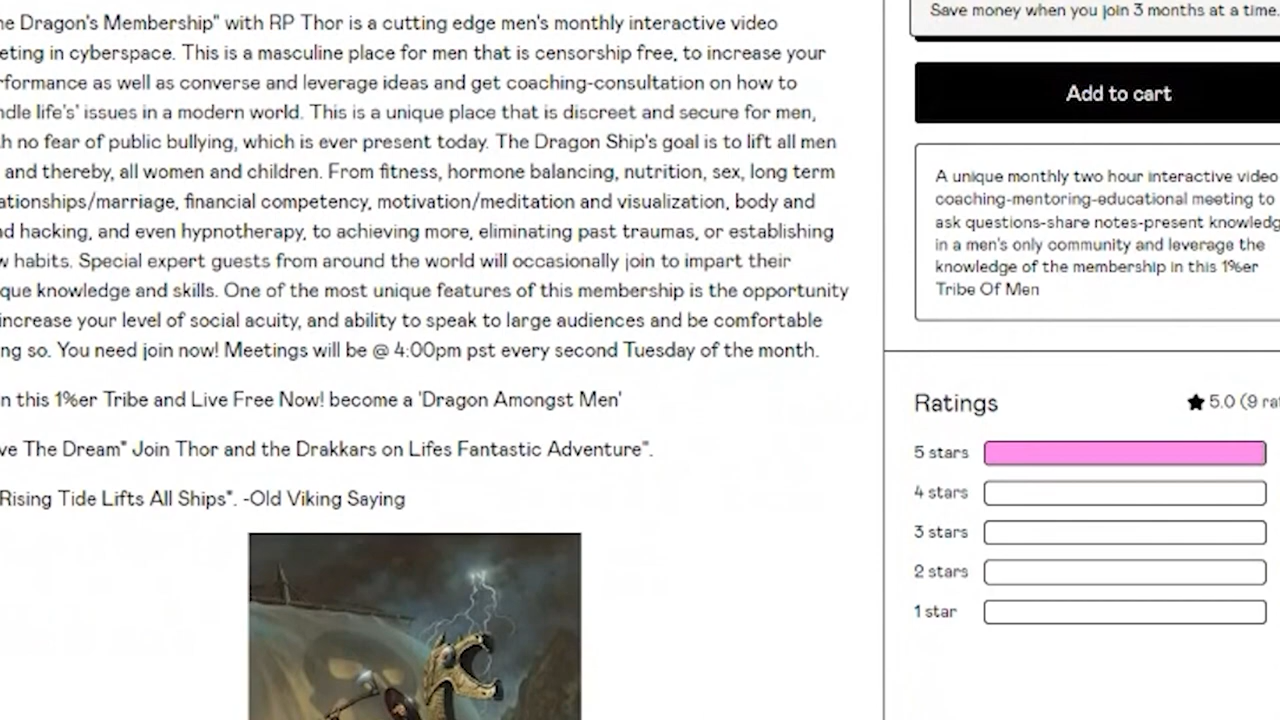 he Dragon's Membership" with RP Thor is a cutting edge men's monthly interactive video
eting in cyberspace. This is a masculine place for men that is censorship free, to increase your
rformance as well as converse and leverage ideas and get coaching-consultation on how to
ndle life's' issues in a modern world. This is a unique place that is discreet and secure for men,
h no fear of public bullying, which is ever present today. The Dragon Ship's goal is to lift all men
and thereby, all women and children. From fitness, hormone balancing, nutrition, sex, long term
ationships/marriage, financial competency, motivation/meditation and visualization, body and
d hacking, and even hypnotherapy, to achieving more, eliminating past traumas, or establishing
w habits. Special expert guests from around the world will occasionally join to impart their
que knowledge and skills. One of the most unique features of this membership is the opportunity
increase your level of social acuity, and ability to speak to large audiences and be comfortable
ng so. You need join now! Meetings will be @ 4:00pm pst every second Tuesday of the month.
n this 1%er Tribe and Live Free Now! become a 'Dragon Amongst Men'
ve The Dream" Join Thor and the Drakkars on Lifes Fantastic Adventure".
Rising Tide Lifts All Ships". -Old Viking Saying
Save money when you join 3 months at a time.
Add to cart
A unique monthly two hour interactive video
coaching-mentoring-educational meeting to
ask questions-share notes-present knowledg
in a men's only community and leverage the
knowledge of the membership in this 1%er
Tribe Of Men
Ratings
5.0 (9 rat
5 stars
4 stars
3 stars
2 stars
1 star